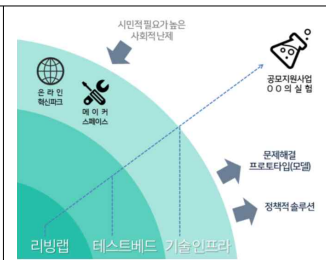 시민적필요가높은
사회적난제
온라인
혁신파크
메이커
스페이스
공모지원사업
OO의실험
문제해결
프로토타입(모델)
정책적솔루션
리빙랩
테스트베드
기술인프라